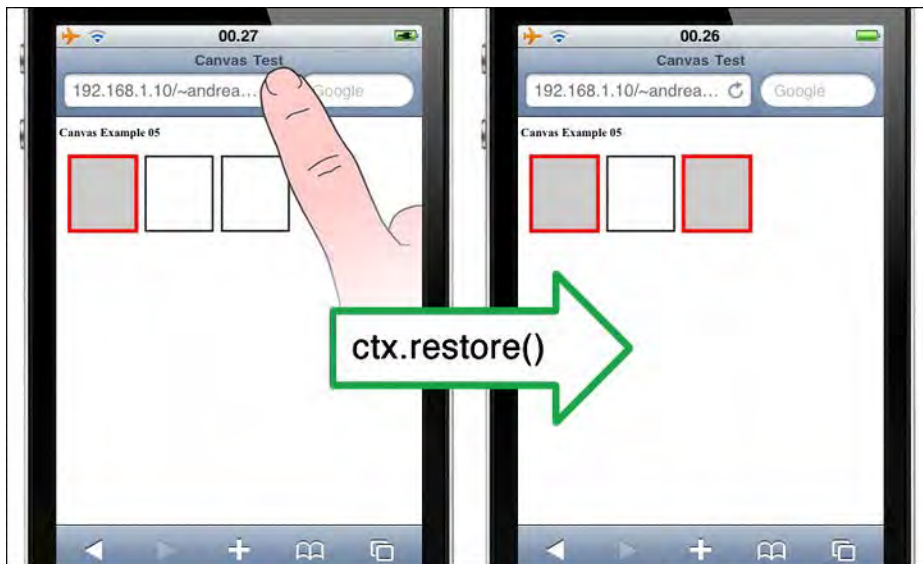 00.27
Canvas Test
192.168.1.10/~andrea...
Google
Canvas Example 05
00.26
Canvas Test
192.168.1.10/~andrea...
Google
Canvas Example 05
ctx.restore()